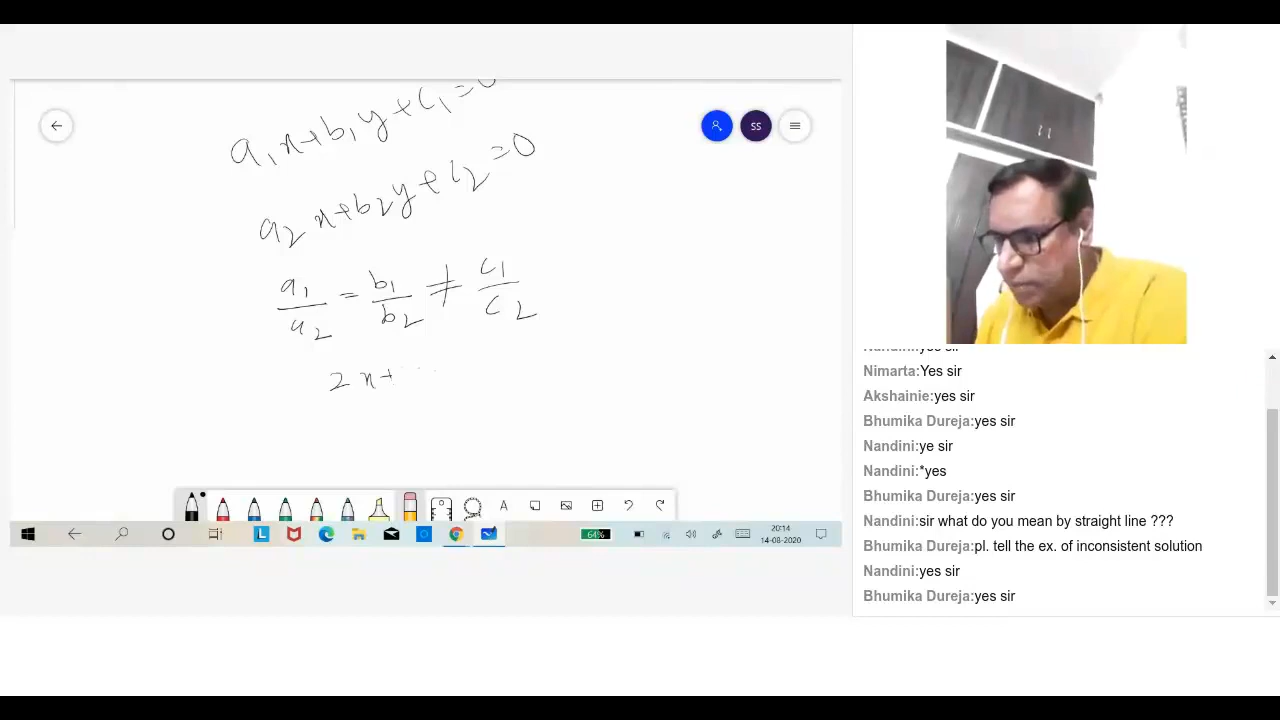 a₁x+b₁y+c₁=0
a₂x+b₂y+c₂=0
a₁/a₂ = b₁/b₂ ≠ c₁/c₂
2x+
SS
A
64%
20:14
14-08-2020
Nimarta:Yes sir
Akshainie:yes sir
Bhumika Dureja:yes sir
Nandini:ye sir
Nandini:*yes
Bhumika Dureja:yes sir
Nandini:sir what do you mean by straight line ???
Bhumika Dureja:pl. tell the ex. of inconsistent solution
Nandini:yes sir
Bhumika Dureja:yes sir